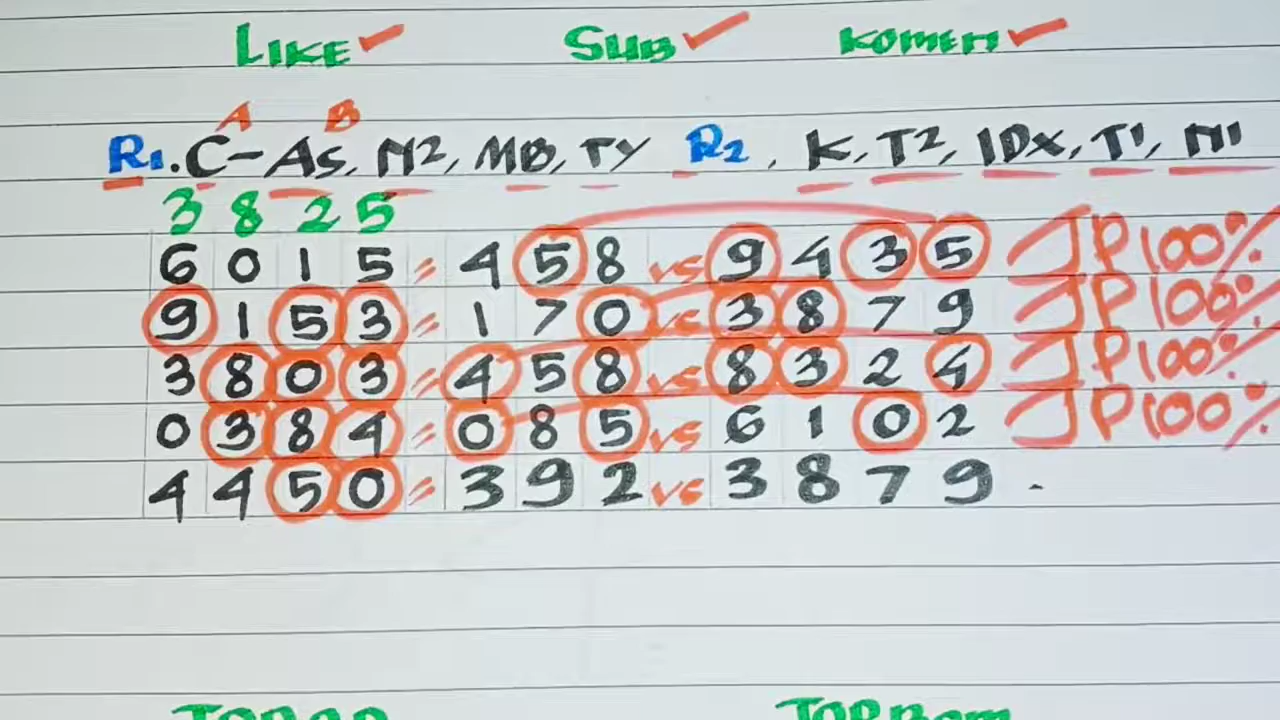 LIKE ✓ SUB ✓ KOMEN ✓
A B
R1. C-AS, N2, MB, TY R2, K, T2, IDX, T1, N1
3 8 2 5
6 0 1 5 = 4 5 8 vs 9 4 3 5 JP 100%
9 1 5 3 = 1 7 0 vs 3 8 7 9 JP 100%
3 8 0 3 = 4 5 8 vs 8 3 2 4 JP 100%
0 3 8 4 = 0 8 5 vs 6 1 0 2 JP 100%
4 4 5 0 = 3 9 2 vs 3 8 7 9 .